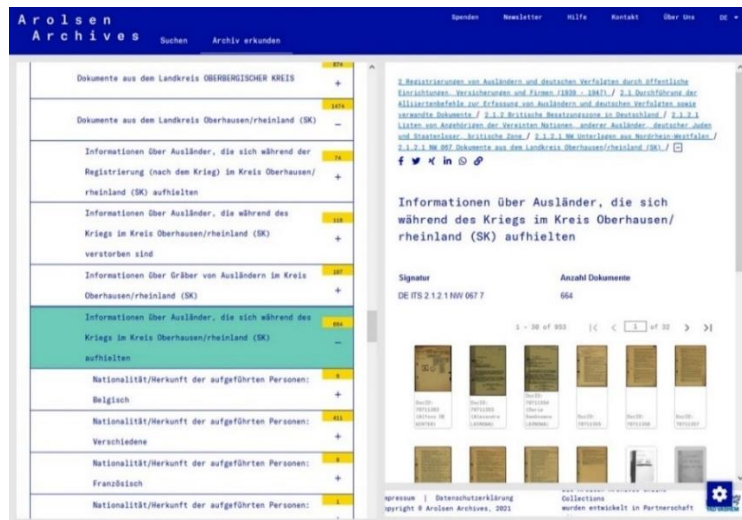 Arolsen
Archives
Suchen
Archiv erkunden
Spenden
Newsletter
Hilfe
Kontakt
Über Uns
DE
874
Dokumente aus dem Landkreis OBERBERGISCHER KREIS
+
1474
Dokumente aus dem Landkreis Oberhausen/rheinland (SK)
–
74
Informationen über Ausländer, die sich während der
Registrierung (nach dem Krieg) im Kreis Oberhausen/
rheinland (SK) aufhielten
+
Informationen über Ausländer, die während des
Kriegs im Kreis Oberhausen/rheinland (SK)
verstorben sind
+
Informationen über Gräber von Ausländern im Kreis
Oberhausen/rheinland (SK)
+
Informationen über Ausländer, die sich während des
664
Kriegs im Kreis Oberhausen/rheinland (SK)
aufhielten
–
Nationalität/Herkunft der aufgeführten Personen:
Belgisch
+
Nationalität/Herkunft der aufgeführten Personen:
411
Verschiedene
+
Nationalität/Herkunft der aufgeführten Personen:
Französisch
+
Nationalität/Herkunft der aufgeführten Personen:
1
2 Registrierungen von Ausländern und deutschen Verfolgten durch öffentliche
Einrichtungen, Versicherungen und Firmen (1939 - 1947) / 2.1 Durchführung der
Alliiertenbefehle zur Erfassung von Ausländern und deutschen Verfolgten sowie
verwandte Dokumente / 2.1.2 Britische Besatzungszone in Deutschland / 2.1.2.1
Listen von Angehörigen der Vereinten Nationen, anderer Ausländer, deutscher Juden
und Staatenloser, britische Zone / 2.1.2.1 NW Unterlagen aus Nordrhein-Westfalen /
2.1.2.1 NW 067 Dokumente aus dem Landkreis Oberhausen/rheinland (SK) /
Informationen über Ausländer, die sich
während des Kriegs im Kreis Oberhausen/
rheinland (SK) aufhielten
Signatur
Anzahl Dokumente
DE ITS 2.1.2.1 NW 067 7
664
1 - 30 of 953
1 of 32
DocID:
DocID:
DocID:
DocID:
DocID:
DocID:
Impressum | Datenschutzerklärung
Copyright © Arolsen Archives, 2021
Collections
wurden entwickelt in Partnerschaft